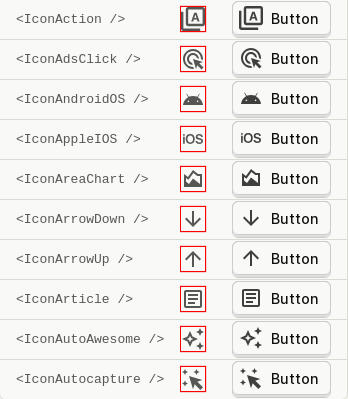 <IconAction /> A A Button
<IconAdsClick /> Button
<IconAndroidOS /> Button
<IconAppleIOS /> iOS iOS Button
<IconAreaChart /> Button
<IconArrowDown /> Button
<IconArrowUp /> Button
<IconArticle /> Button
<IconAutoAwesome /> Button
<IconAutocapture /> Button